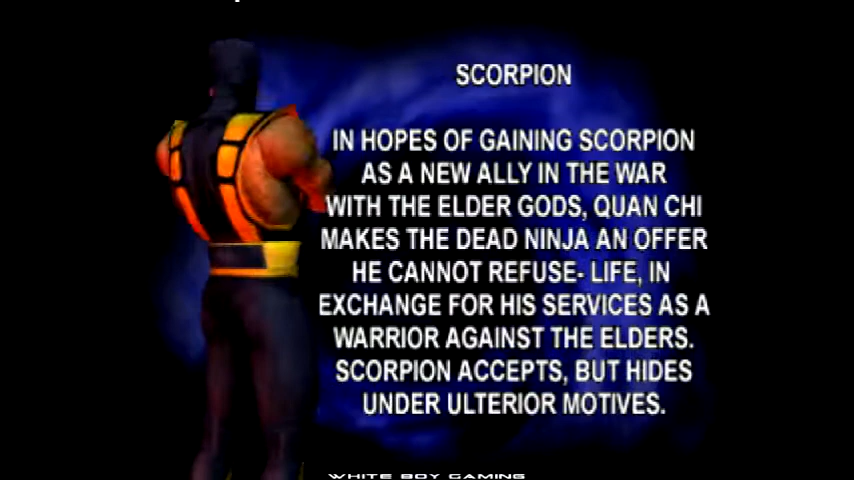 SCORPION
IN HOPES OF GAINING SCORPION
AS A NEW ALLY IN THE WAR
WITH THE ELDER GODS, QUAN CHI
MAKES THE DEAD NINJA AN OFFER
HE CANNOT REFUSE- LIFE, IN
EXCHANGE FOR HIS SERVICES AS A
WARRIOR AGAINST THE ELDERS.
SCORPION ACCEPTS, BUT HIDES
UNDER ULTERIOR MOTIVES.
WHITE BOY GAMING